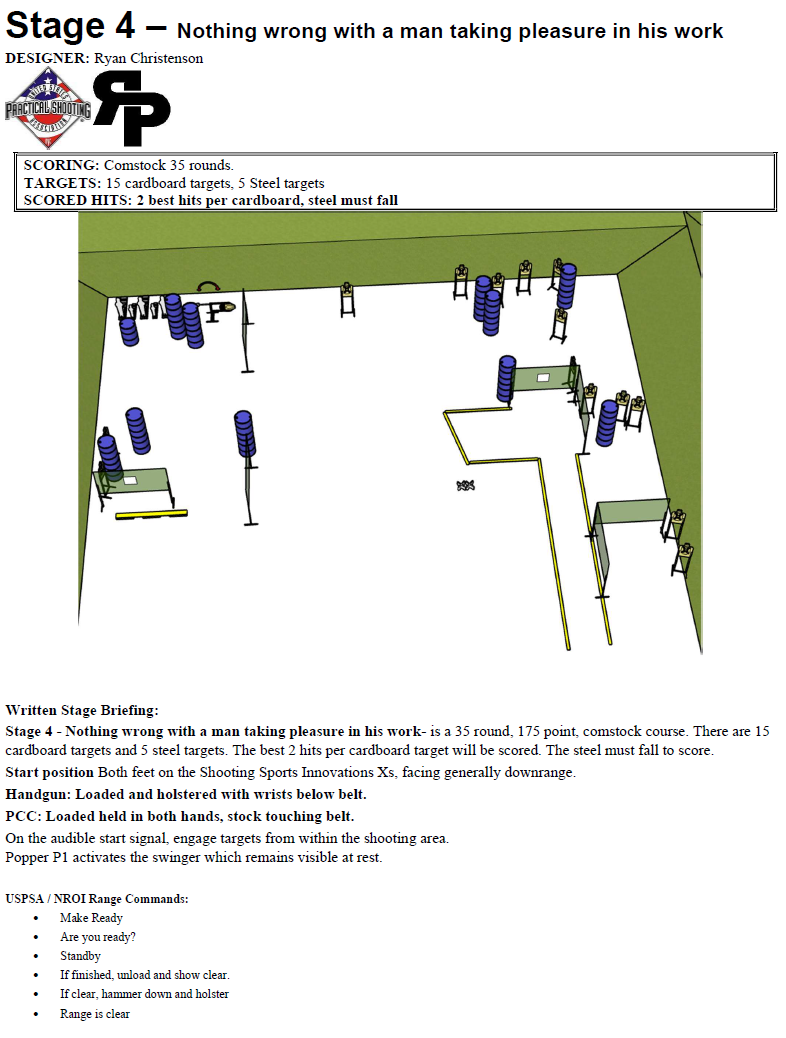 Stage 4 – Nothing wrong with a man taking pleasure in his work
DESIGNER: Ryan Christenson
UNITED STATES
PRACTICAL SHOOTING
ASSOCIATION
RP
SCORING: Comstock 35 rounds.
TARGETS: 15 cardboard targets, 5 Steel targets
SCORED HITS: 2 best hits per cardboard, steel must fall
Written Stage Briefing:
Stage 4 - Nothing wrong with a man taking pleasure in his work- is a 35 round, 175 point, comstock course. There are 15
cardboard targets and 5 steel targets. The best 2 hits per cardboard target will be scored. The steel must fall to score.
Start position Both feet on the Shooting Sports Innovations Xs, facing generally downrange.
Handgun: Loaded and holstered with wrists below belt.
PCC: Loaded held in both hands, stock touching belt.
On the audible start signal, engage targets from within the shooting area.
Popper P1 activates the swinger which remains visible at rest.
USPSA / NROI Range Commands:
• Make Ready
• Are you ready?
• Standby
• If finished, unload and show clear.
• If clear, hammer down and holster
• Range is clear